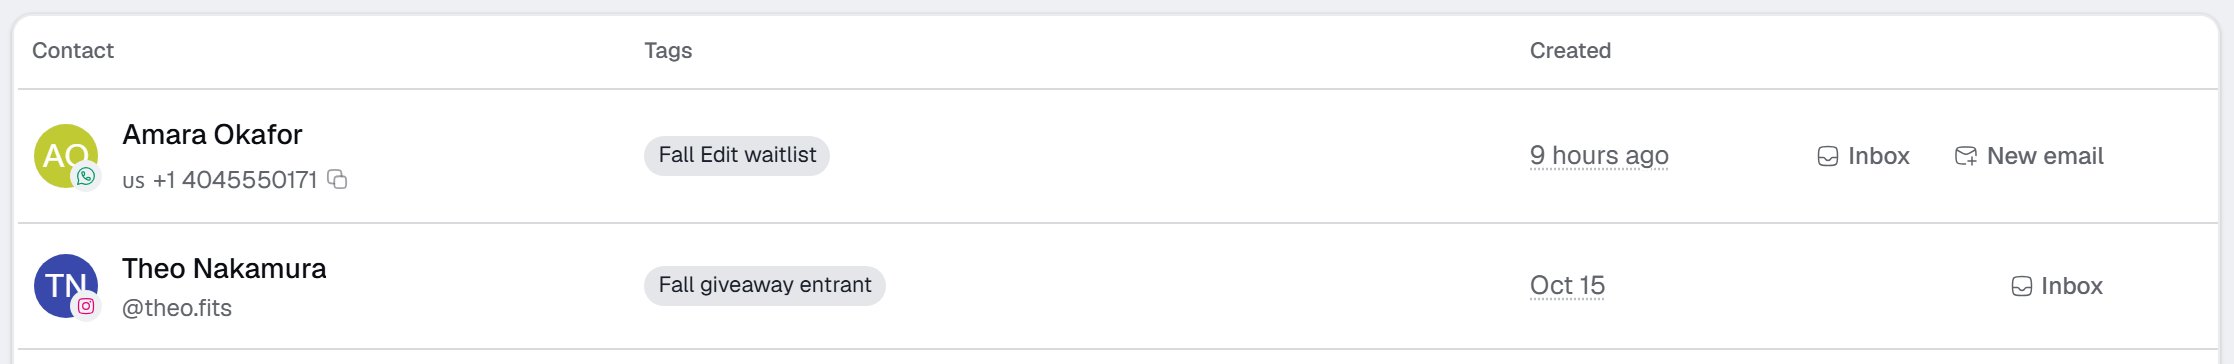 Contact Tags Created
AO Amara Okafor
us +1 4045550171
Fall Edit waitlist
9 hours ago
Inbox
New email
TN Theo Nakamura
@theo.fits
Fall giveaway entrant
Oct 15
Inbox